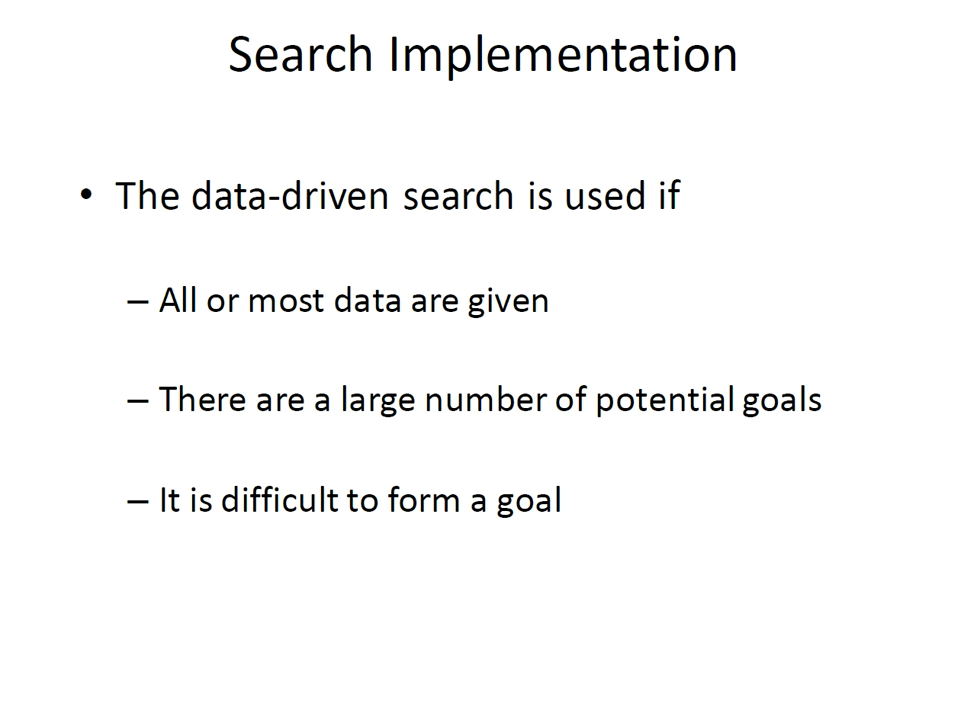 Search Implementation
• The data-driven search is used if
– All or most data are given
– There are a large number of potential goals
– It is difficult to form a goal